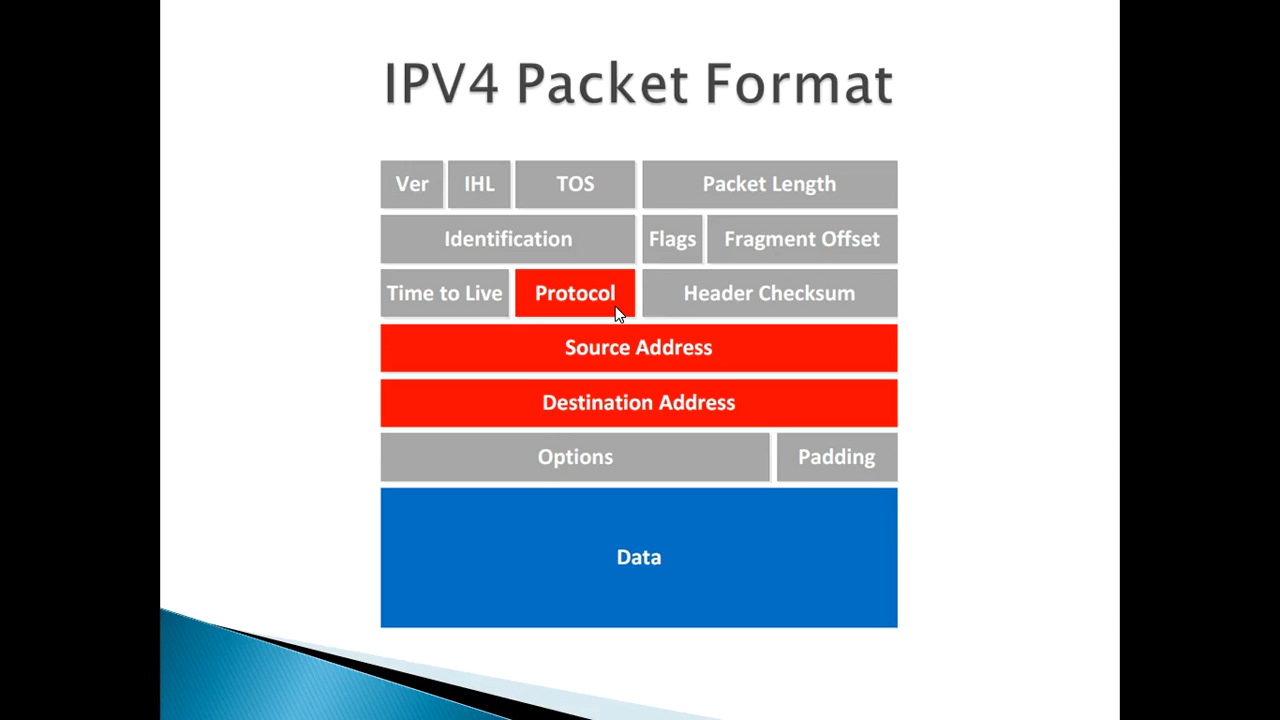 IPV4 Packet Format
Ver IHL TOS Packet Length
Identification Flags Fragment Offset
Time to Live Protocol Header Checksum
Source Address
Destination Address
Options Padding
Data